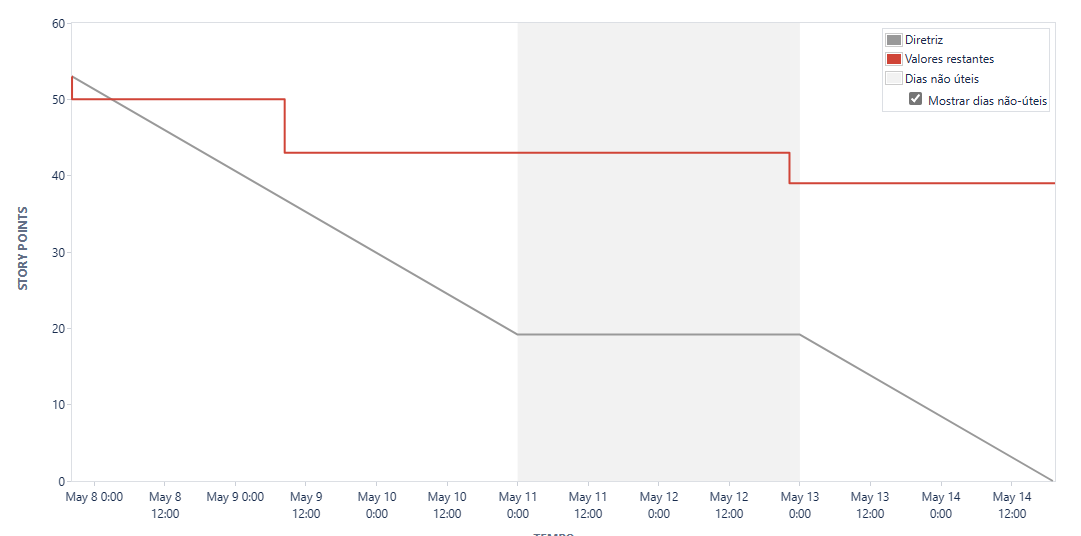 60
50
40
30
20
10
0
STORY POINTS
Diretriz
Valores restantes
Dias não úteis
Mostrar dias não-úteis
May 8 0:00
May 8
12:00
May 9 0:00
May 9
12:00
May 10
0:00
May 10
12:00
May 11
0:00
May 11
12:00
May 12
0:00
May 12
12:00
May 13
0:00
May 13
12:00
May 14
0:00
May 14
12:00
TEMPO